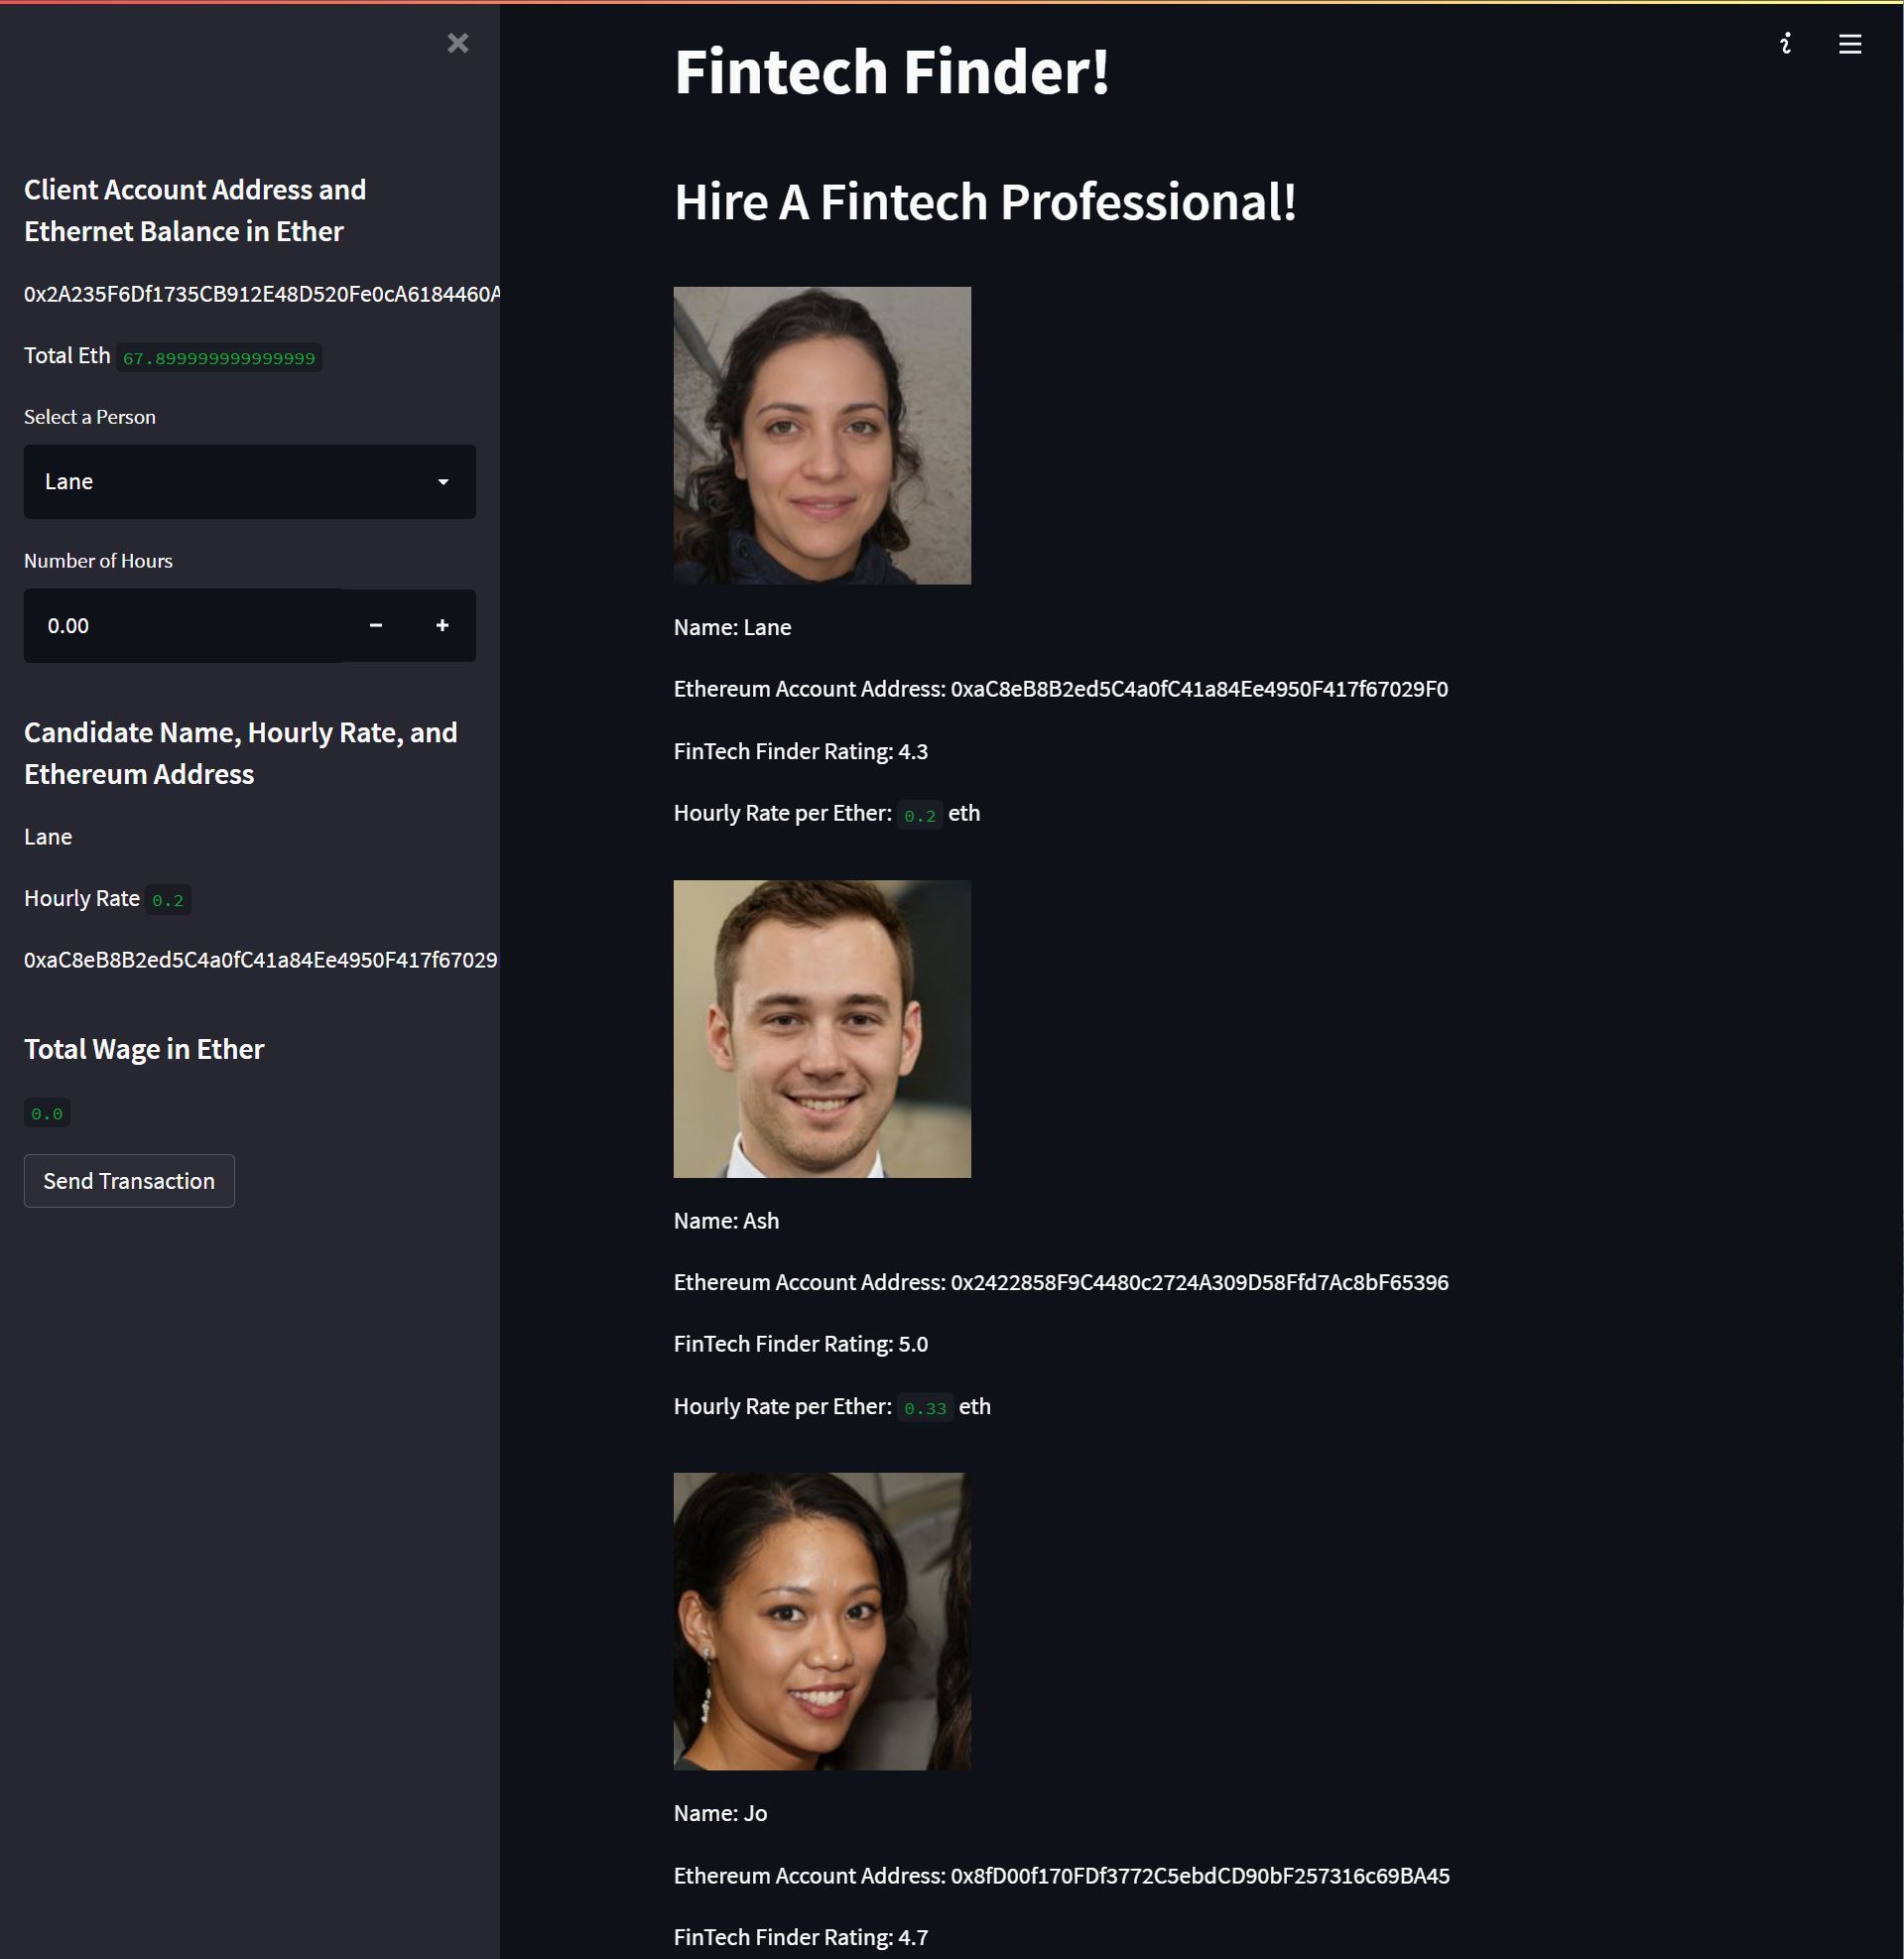 Client Account Address and
Ethernet Balance in Ether
0x2A235F6Df1735CB912E48D520Fe0cA6184460A
Total Eth 67.899999999999999
Select a Person
Lane
Number of Hours
0.00
Candidate Name, Hourly Rate, and
Ethereum Address
Lane
Hourly Rate 0.2
0xaC8eB8B2ed5C4a0fC41a84Ee4950F417f67029
Total Wage in Ether
0.0
Send Transaction
Fintech Finder!
Hire A Fintech Professional!
Name: Lane
Ethereum Account Address: 0xaC8eB8B2ed5C4a0fC41a84Ee4950F417f67029F0
FinTech Finder Rating: 4.3
Hourly Rate per Ether: 0.2 eth
Name: Ash
Ethereum Account Address: 0x2422858F9C4480c2724A309D58Ffd7Ac8bF65396
FinTech Finder Rating: 5.0
Hourly Rate per Ether: 0.33 eth
Name: Jo
Ethereum Account Address: 0x8fD00f170FDf3772C5ebdCD90bF257316c69BA45
FinTech Finder Rating: 4.7